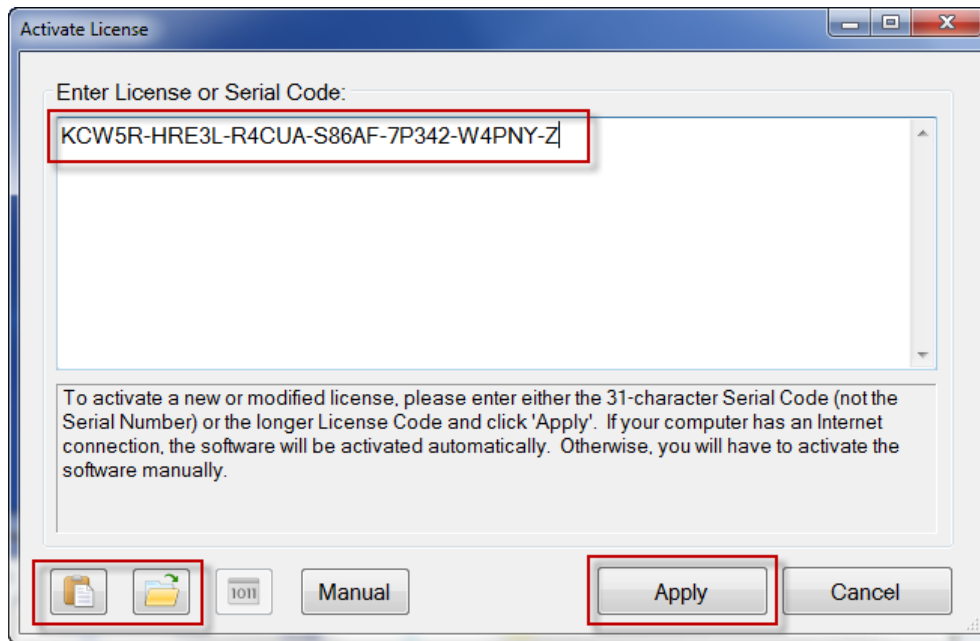 Activate License
Enter License or Serial Code:
KCW5R-HRE3L-R4CUA-S86AF-7P342-W4PNY-Z
To activate a new or modified license, please enter either the 31-character Serial Code (not the
Serial Number) or the longer License Code and click 'Apply'. If your computer has an Internet
connection, the software will be activated automatically. Otherwise, you will have to activate the
software manually.
1011
Manual
Apply
Cancel